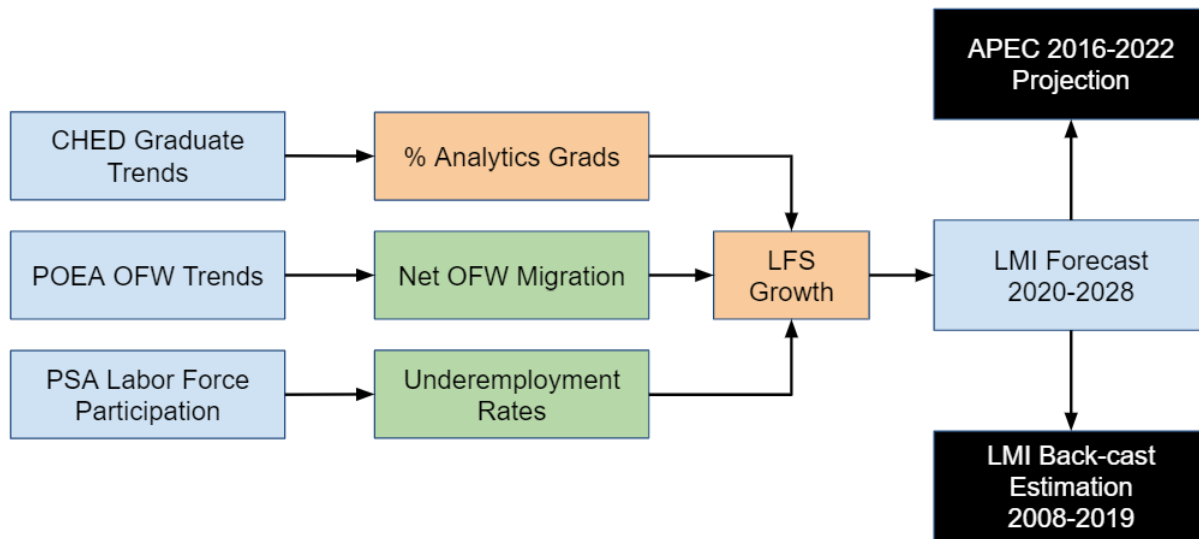 APEC 2016-2022
Projection
CHED Graduate
Trends
% Analytics Grads
POEA OFW Trends
Net OFW Migration
LFS
Growth
LMI Forecast
2020-2028
PSA Labor Force
Participation
Underemployment
Rates
LMI Back-cast
Estimation
2008-2019